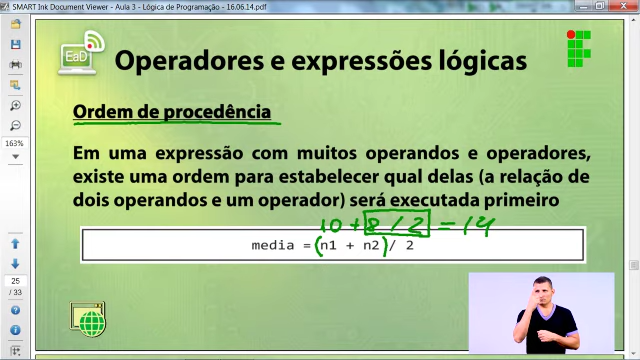 SMART Ink Document Viewer - Aula 3 - Lógica de Programação - 16.06.14.pdf
EaD
Operadores e expressões lógicas
Ordem de procedência
163%
Em uma expressão com muitos operandos e operadores,
existe uma ordem para estabelecer qual delas (a relação de
dois operandos e um operador) será executada primeiro
10 + 8 / 2 = 14
media = (n1 + n2) / 2
25
/ 33